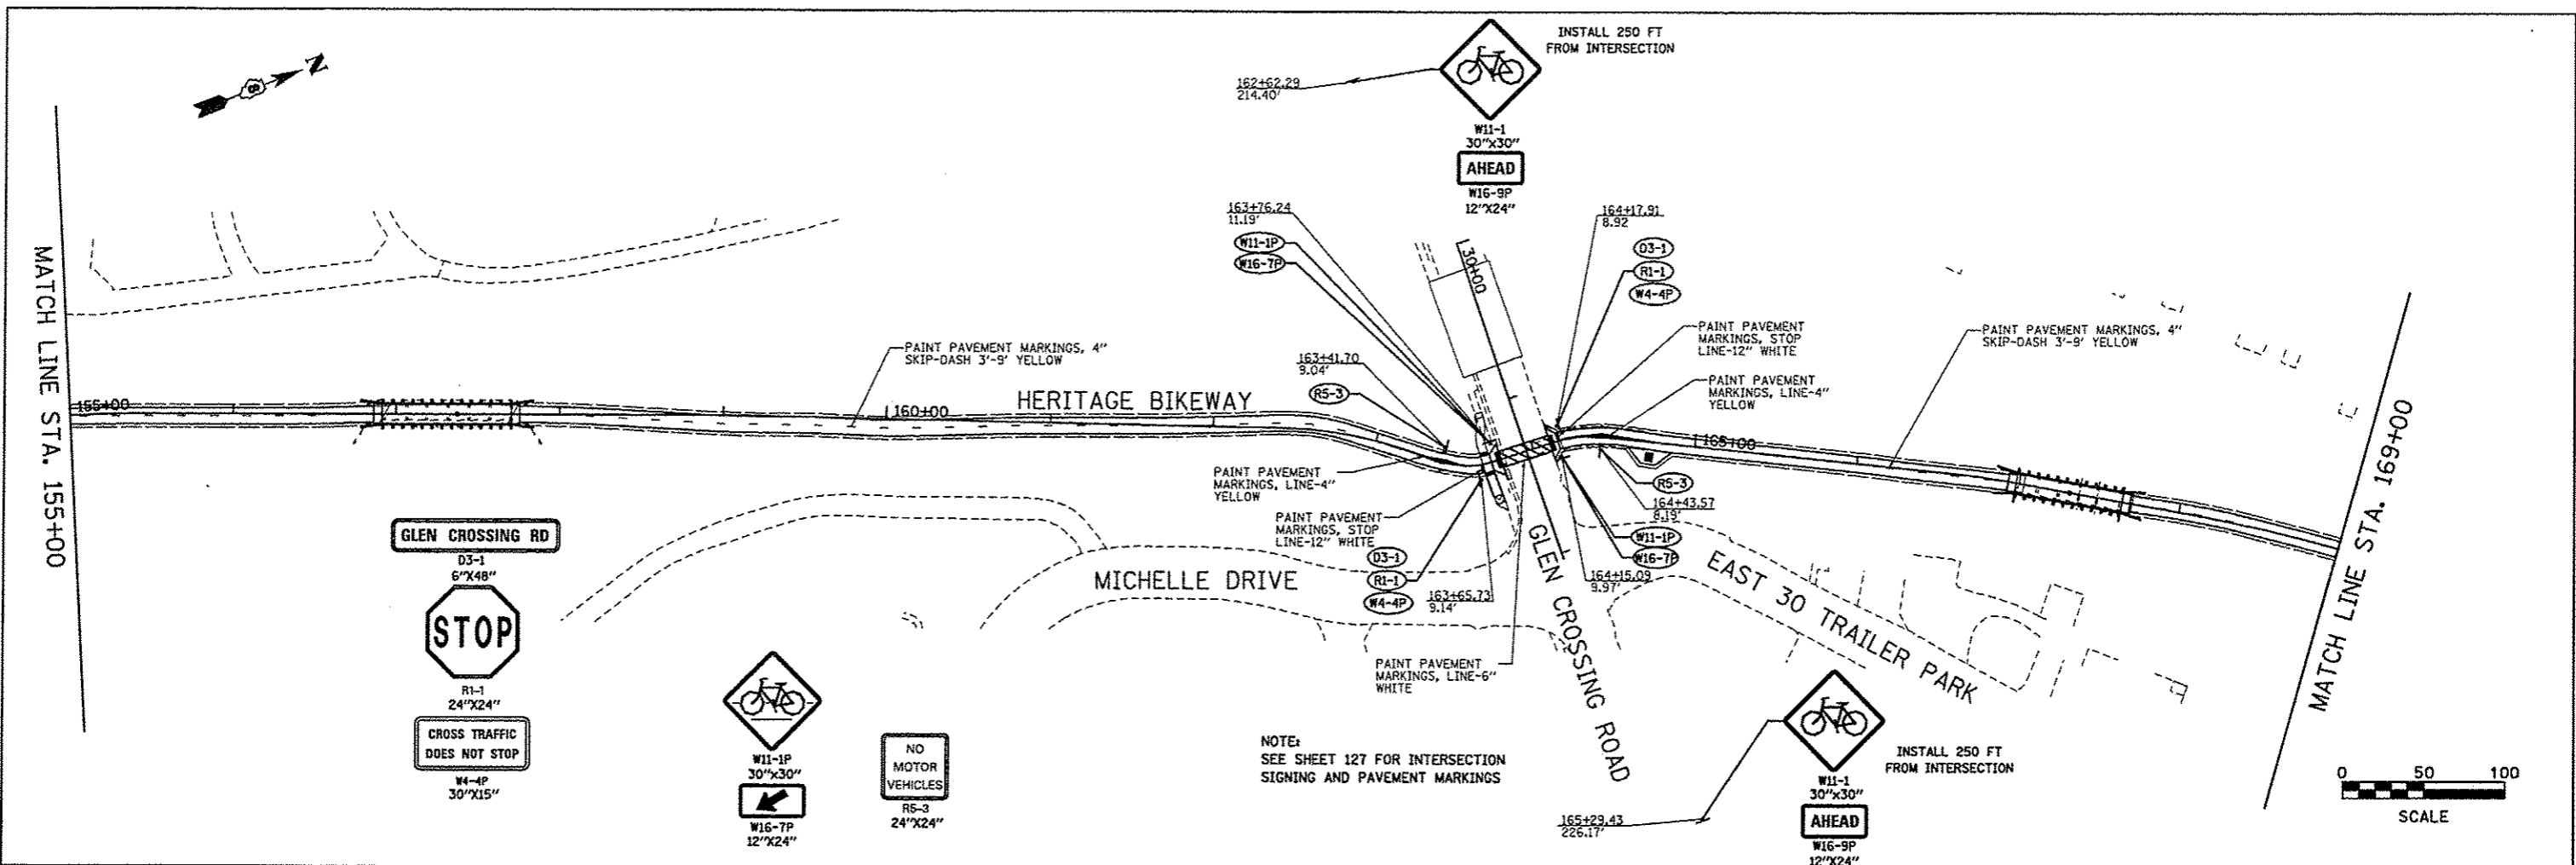 N
INSTALL 250 FT
FROM INTERSECTION
162+62.29
214.40'
W11-1
30"x30"
AHEAD
W16-9P
12"X24"
163+76.24
11.19'
W11-1P
W16-7P
164+17.91
8.92
D3-1
R1-1
W4-4P
30+00
MATCH LINE STA. 155+00
PAINT PAVEMENT MARKINGS, 4"
SKIP-DASH 3'-9' YELLOW
163+41.70
9.04'
R5-3
PAINT PAVEMENT
MARKINGS, STOP
LINE-12" WHITE
PAINT PAVEMENT MARKINGS, 4"
SKIP-DASH 3'-9' YELLOW
PAINT PAVEMENT
MARKINGS, LINE-4"
YELLOW
155+00
160+00
HERITAGE BIKEWAY
165+00
MATCH LINE STA. 169+00
PAINT PAVEMENT
MARKINGS, LINE-4"
YELLOW
R5-3
164+43.57
8.19'
PAINT PAVEMENT
MARKINGS, STOP
LINE-12" WHITE
D3-1
R1-1
W4-4P
163+65.73
9.14'
W11-1P
W16-7P
164+15.09
9.97'
MICHELLE DRIVE
GLEN CROSSING ROAD
EAST 30 TRAILER PARK
PAINT PAVEMENT
MARKINGS, LINE-6"
WHITE
GLEN CROSSING RD
D3-1
6"X48"
STOP
R1-1
24"X24"
CROSS TRAFFIC
DOES NOT STOP
W4-4P
30"X15"
W11-1P
30"x30"
W16-7P
12"X24"
NO
MOTOR
VEHICLES
R5-3
24"X24"
NOTE:
SEE SHEET 127 FOR INTERSECTION
SIGNING AND PAVEMENT MARKINGS
165+29.43
226.17'
INSTALL 250 FT
FROM INTERSECTION
W11-1
30"x30"
AHEAD
W16-9P
12"X24"
0 50 100
SCALE